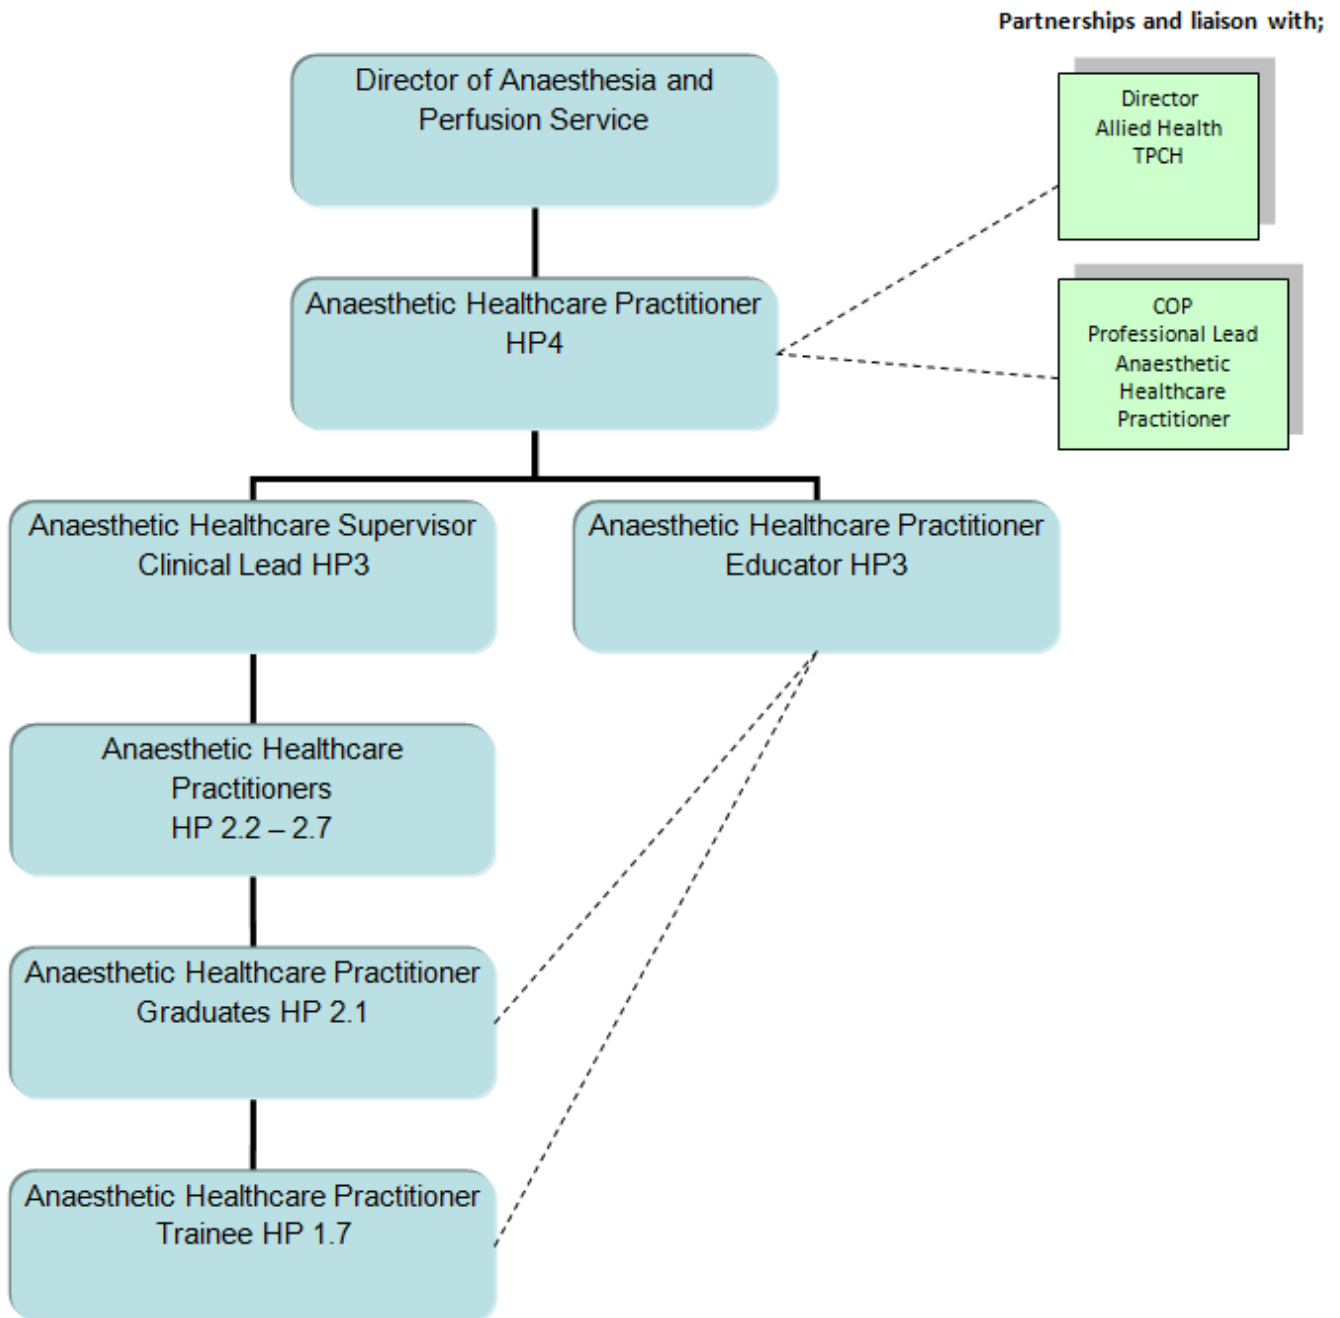 Partnerships and liaison with;
Director of Anaesthesia and
Perfusion Service
Director
Allied Health
TPCH
Anaesthetic Healthcare Practitioner
HP4
COP
Professional Lead
Anaesthetic
Healthcare
Practitioner
Anaesthetic Healthcare Supervisor
Clinical Lead HP3
Anaesthetic Healthcare Practitioner
Educator HP3
Anaesthetic Healthcare
Practitioners
HP 2.2 – 2.7
Anaesthetic Healthcare Practitioner
Graduates HP 2.1
Anaesthetic Healthcare Practitioner
Trainee HP 1.7